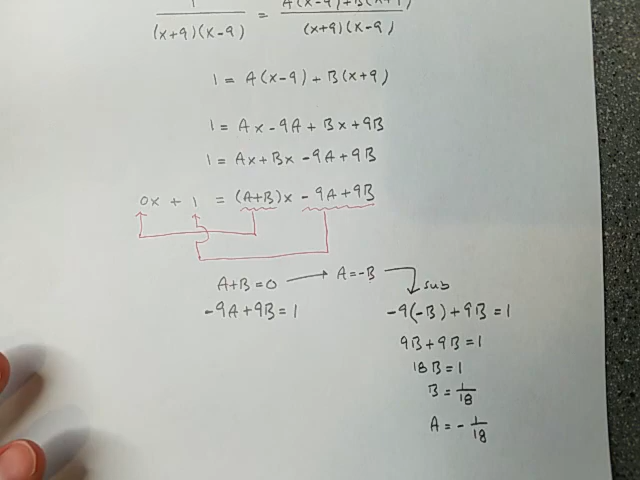 1/((x+9)(x-9)) = (A(x-9)+B(x+9))/((x+9)(x-9))
1 = A(x-9) + B(x+9)
1 = Ax - 9A + Bx + 9B
1 = Ax + Bx - 9A + 9B
0x + 1 = (A+B)x - 9A + 9B
A+B = 0 → A = -B → sub
-9A + 9B = 1
-9(-B) + 9B = 1
9B + 9B = 1
18B = 1
B = 1/18
A = -1/18